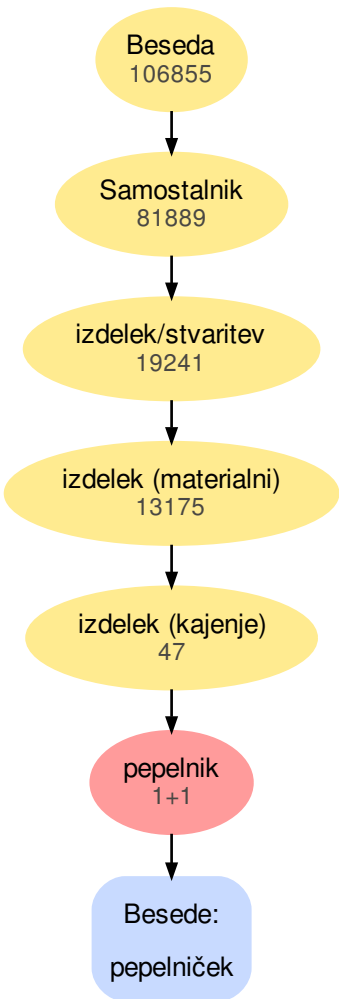 Beseda
106855
Samostalnik
81889
izdelek/stvaritev
19241
izdelek (materialni)
13175
izdelek (kajenje)
47
pepelnik
1+1
Besede:
pepelniček